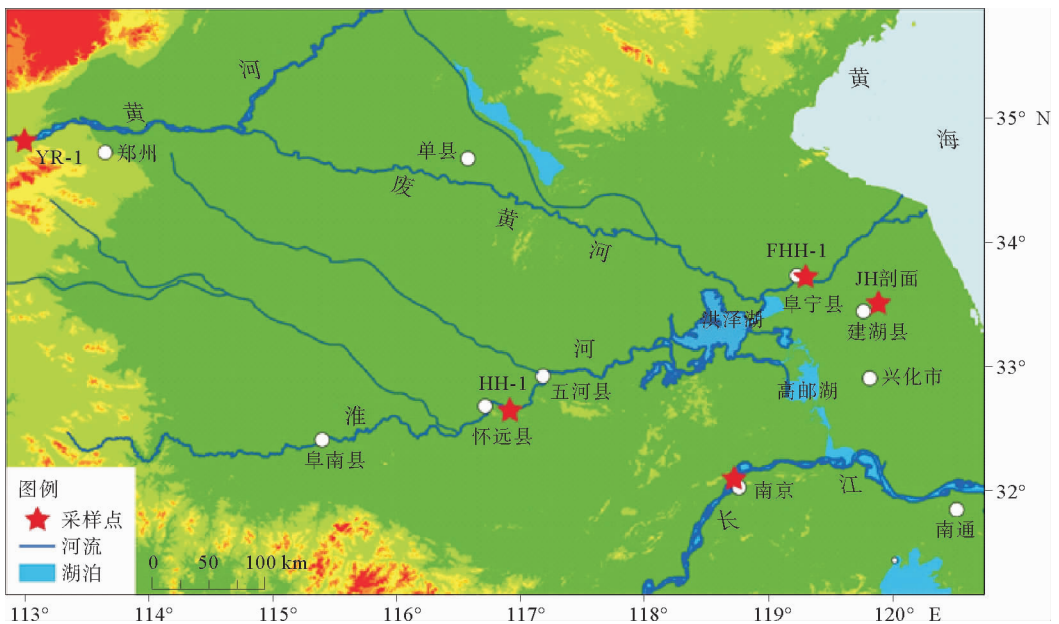 黄
河
黄
河
海
35° N
YR-1
郑州
单县
废
黄
河
34°
FHH-1
阜宁县
JH剖面
建湖县
洪泽湖
33°
河
五河县
高邮湖
兴化市
HH-1
怀远县
淮
阜南县
32°
南京
江
长
南通
图例
采样点
河流
湖泊
0 50 100 km
113° 114° 115° 116° 117° 118° 119° 120° E